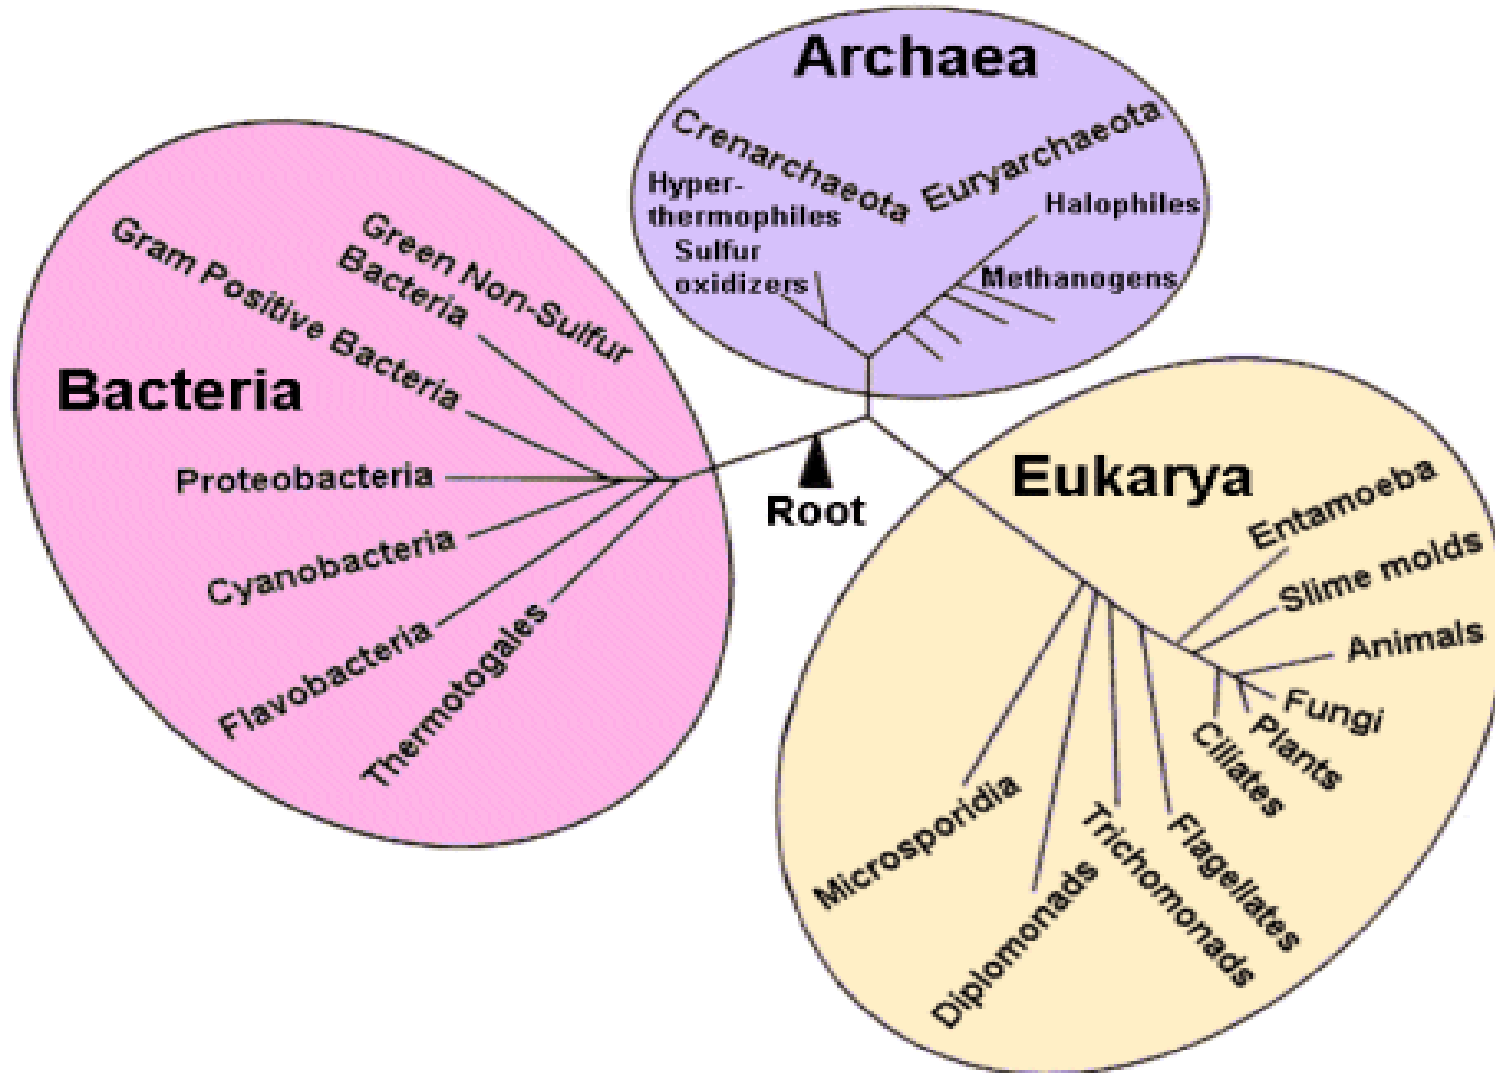 Archaea
Crenarchaeota
Euryarchaeota
Hyper-
thermophiles
Sulfur
oxidizers
Halophiles
Methanogens
Bacteria
Green Non-Sulfur
Bacteria
Gram Positive Bacteria
Proteobacteria
Cyanobacteria
Flavobacteria
Thermotogales
Root
Eukarya
Entamoeba
Slime molds
Animals
Fungi
Plants
Ciliates
Flagellates
Trichomonads
Diplomonads
Microsporidia